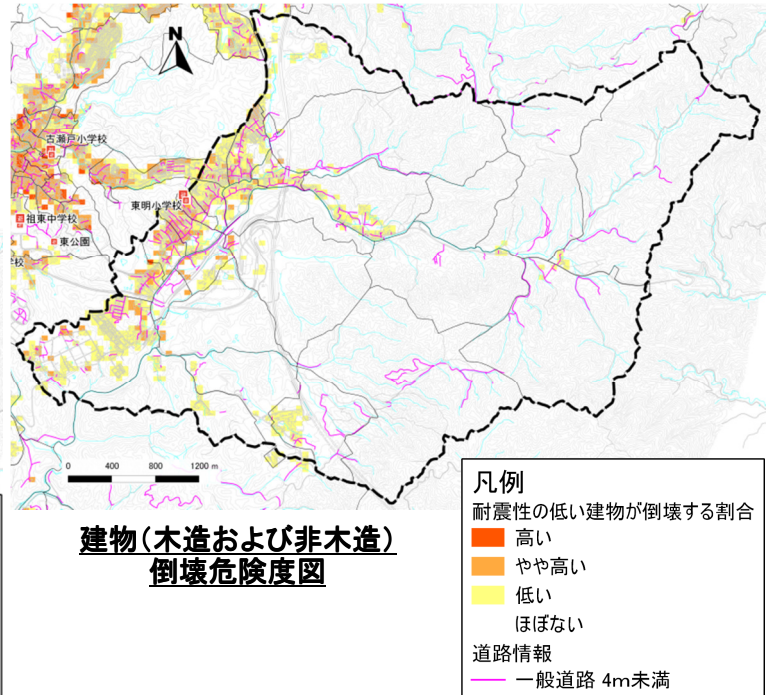 N
古瀬戸小学校
東明小学校
祖東中学校
東公園
学校
0 400 800 1200 m
建物(木造および非木造)
倒壊危険度図
凡例
耐震性の低い建物が倒壊する割合
高い
やや高い
低い
ほぼない
道路情報
一般道路 4m未満